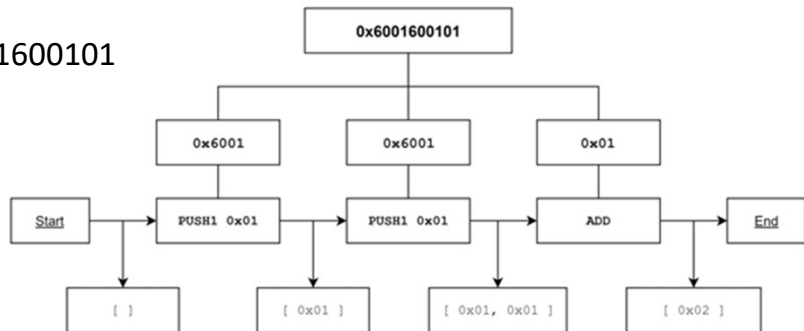 0x6001600101
1600101
0x6001 0x6001 0x01
Start PUSH1 0x01 PUSH1 0x01 ADD End
[ ] [ 0x01 ] [ 0x01, 0x01 ] [ 0x02 ]